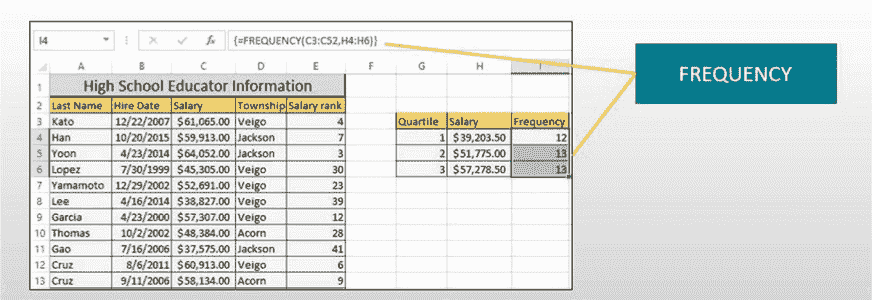 I4 fx {=FREQUENCY(C3:C52,H4:H6)}
FREQUENCY
A B C D E F G H I
1 High School Educator Information
2 Last Name Hire Date Salary Township Salary rank
3 Kato 12/22/2007 $61,065.00 Veigo 4 Quartile Salary Frequency
4 Han 10/20/2015 $59,913.00 Jackson 7 1 $39,203.50 12
5 Yoon 4/23/2014 $64,052.00 Jackson 3 2 $51,775.00 13
6 Lopez 7/30/1999 $45,305.00 Veigo 30 3 $57,278.50 13
7 Yamamoto 12/29/2002 $52,691.00 Veigo 23
8 Lee 4/16/2014 $38,827.00 Veigo 39
9 Garcia 4/23/2000 $57,307.00 Veigo 12
10 Thomas 10/2/2002 $48,384.00 Acorn 28
11 Gao 7/16/2006 $37,575.00 Jackson 41
12 Cruz 8/6/2011 $60,913.00 Veigo 6
13 Cruz 9/11/2006 $58,134.00 Acorn 9